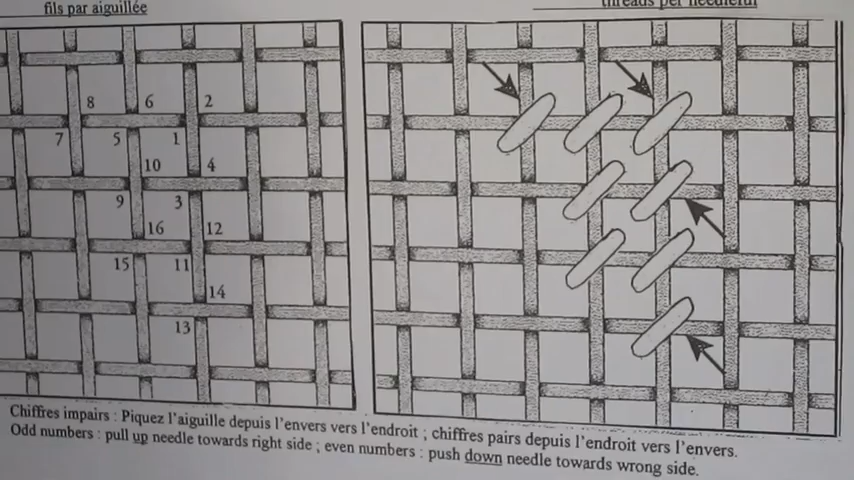 fils par aiguillée
threads per needleful
8 6 2
7 5 1
10 4
9 3
16 12
15 11
14
13
Chiffres impairs : Piquez l'aiguille depuis l'envers vers l'endroit ; chiffres pairs depuis l'endroit vers l'envers.
Odd numbers : pull up needle towards right side ; even numbers : push down needle towards wrong side.